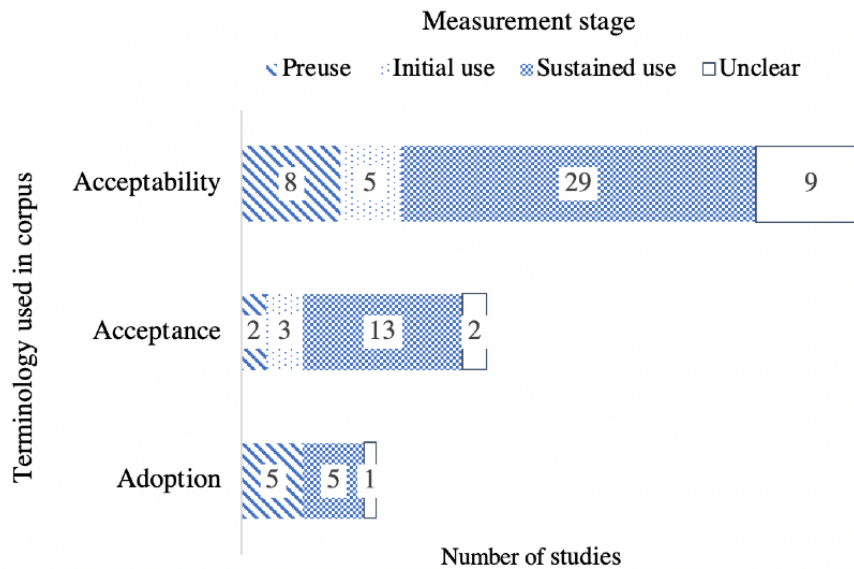 Measurement stage
Preuse Initial use Sustained use Unclear
Terminology used in corpus
Acceptability 8 5 29 9
Acceptance 2 3 13 2
Adoption 5 5 1
Number of studies